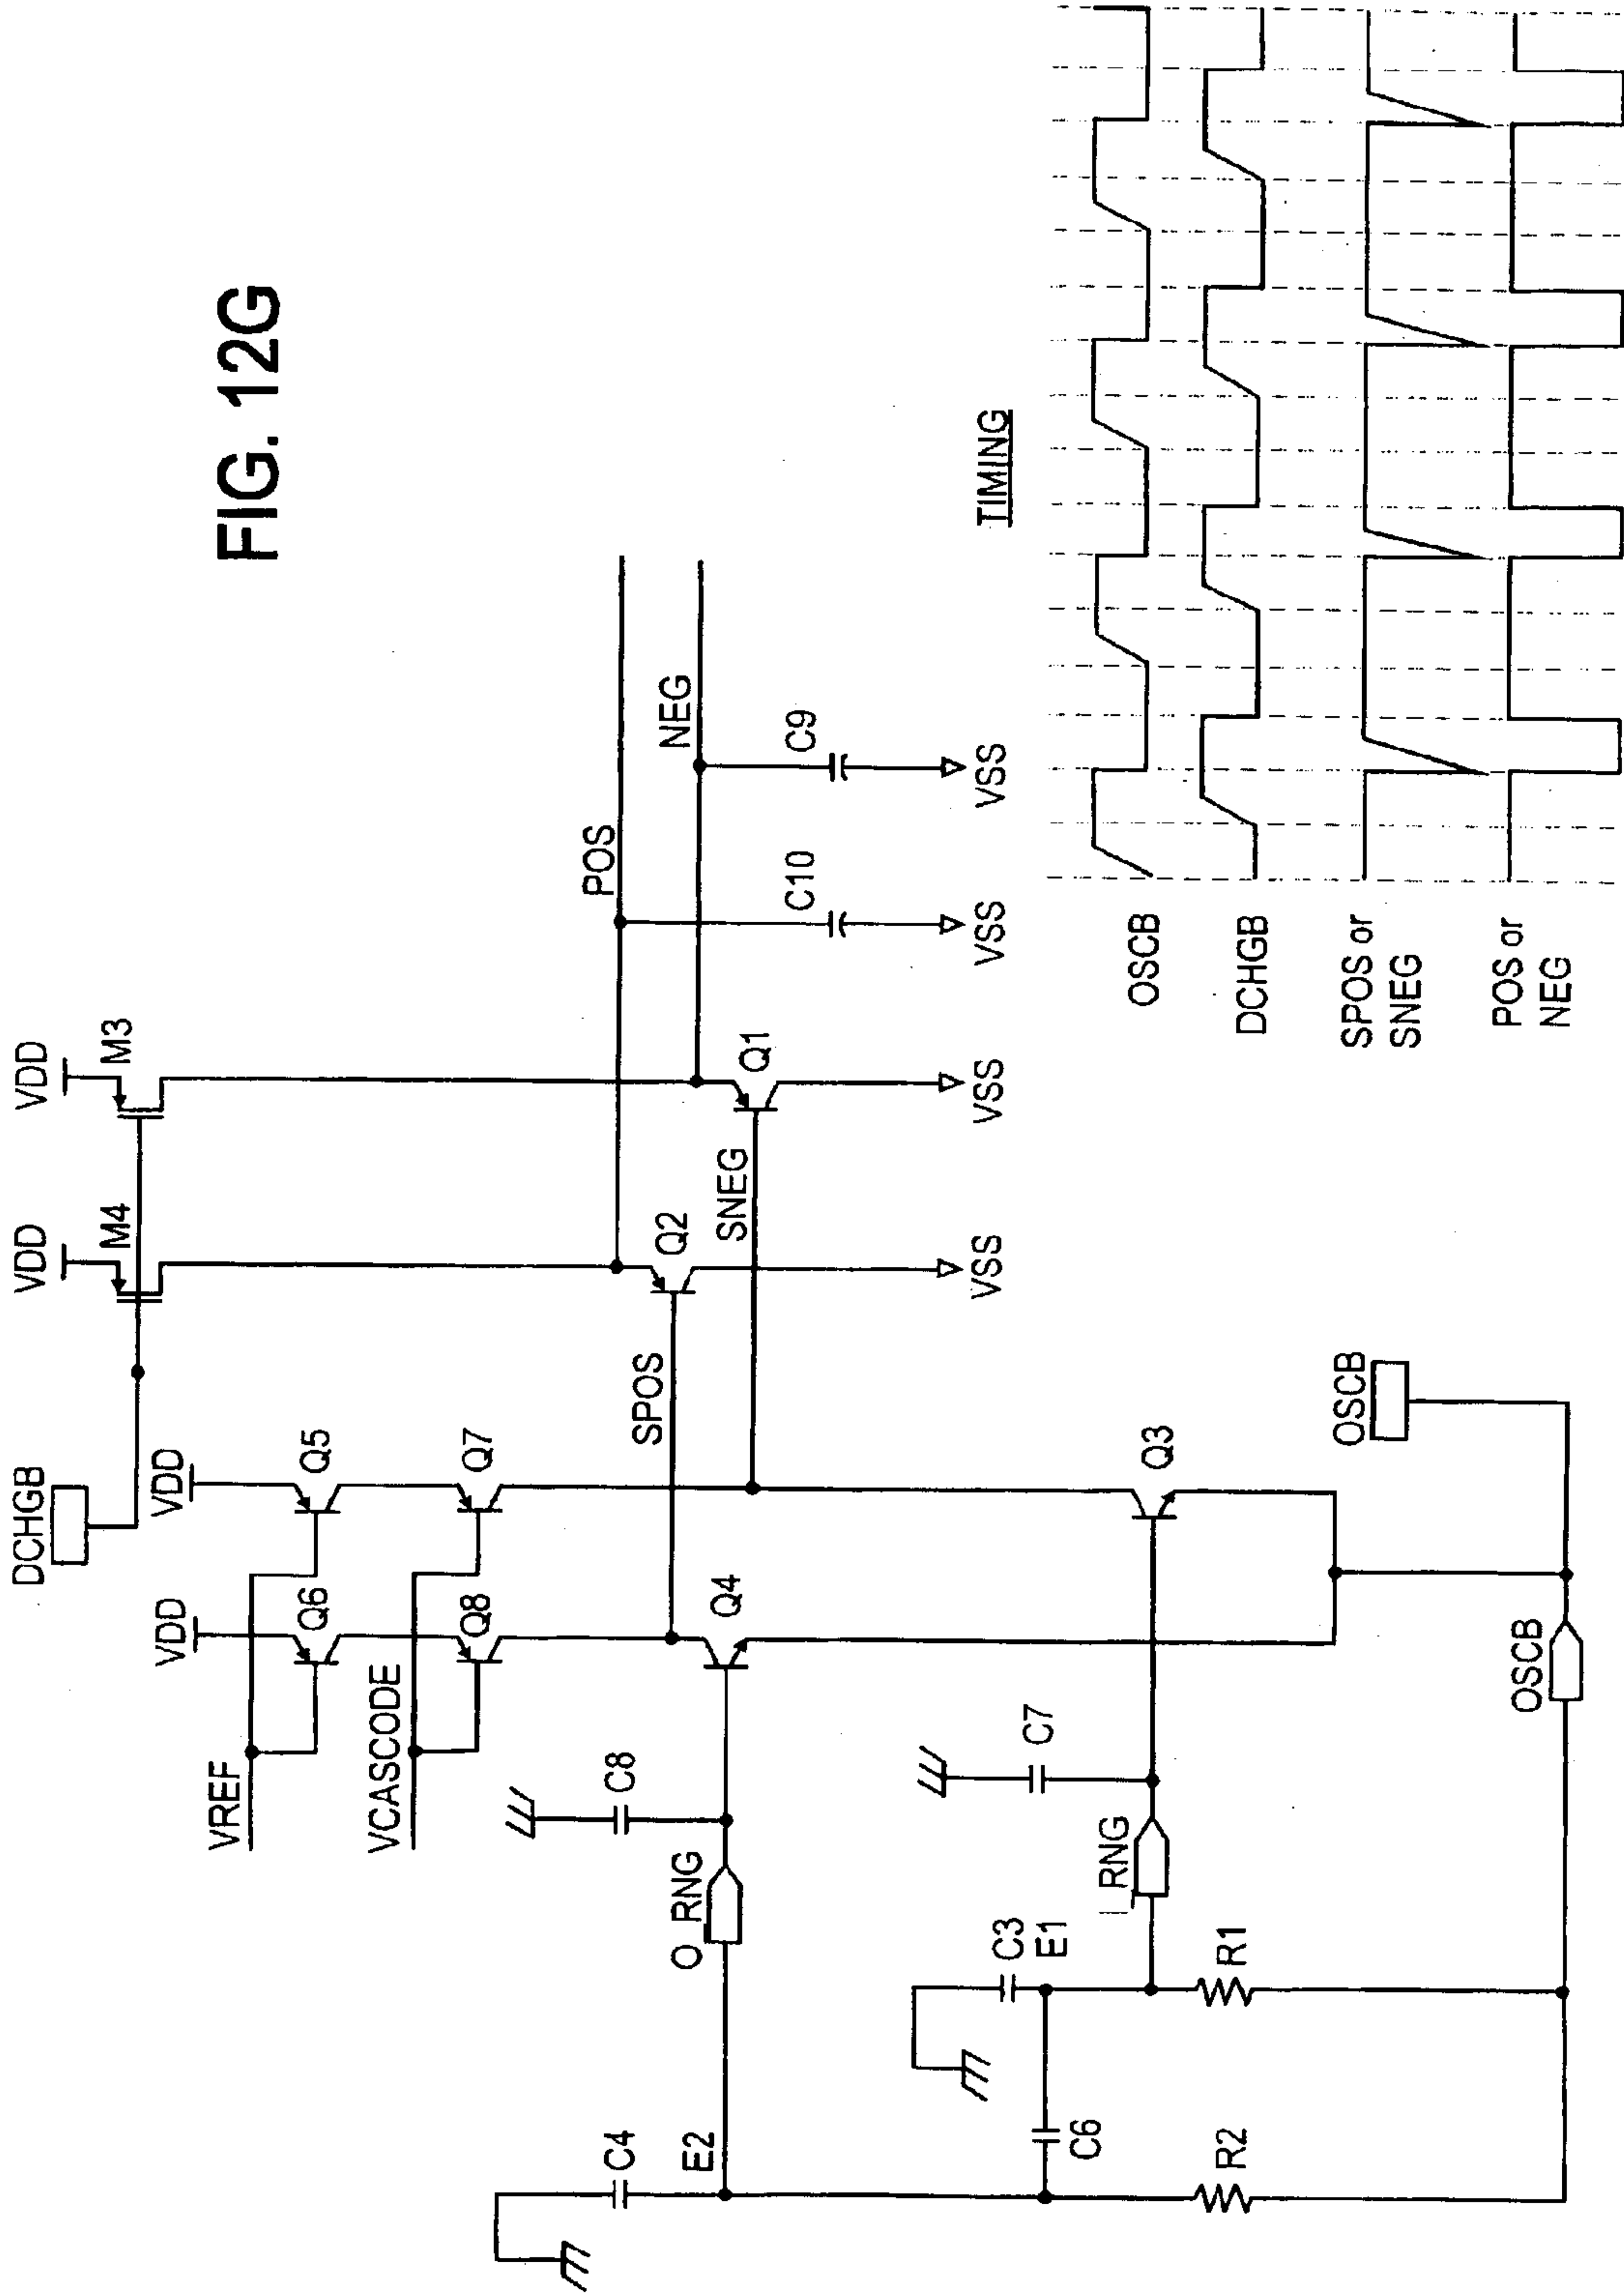 FIG. 12G
DCHGB
VDD
M4
VDD
M3
VDD
Q6
VDD
Q5
VREF
VCASCODE
Q8
Q7
POS
NEG
SPOS
Q2
SNEG
Q1
C10
C9
VSS
VSS
VSS
VSS
C4
E2
O_RNG
C8
Q4
C3
E1
C6
I_RNG
C7
Q3
R2
R1
OSCB
OSCB
TIMING
OSCB
DCHGB
SPOS or
SNEG
POS or
NEG